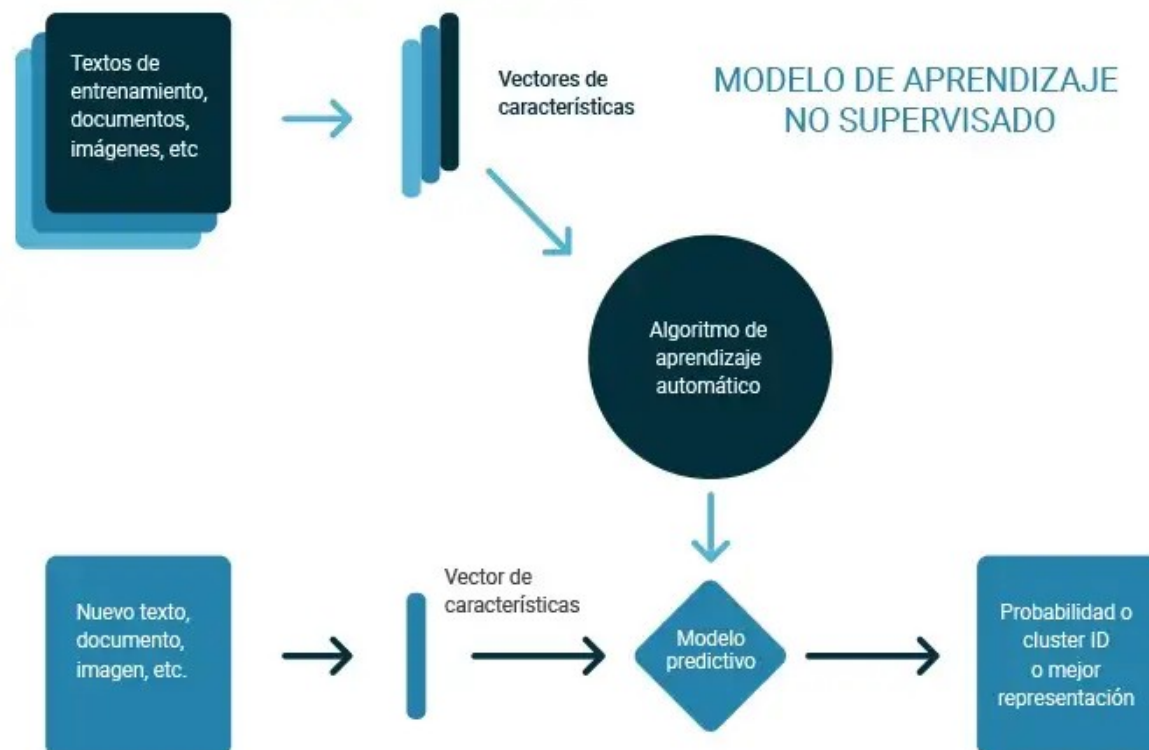 Textos de
entrenamiento,
documentos,
imágenes, etc
Vectores de
características
MODELO DE APRENDIZAJE
NO SUPERVISADO
Algoritmo de
aprendizaje
automático
Nuevo texto,
documento,
imagen, etc.
Vector de
características
Modelo
predictivo
Probabilidad o
cluster ID
o mejor
representación